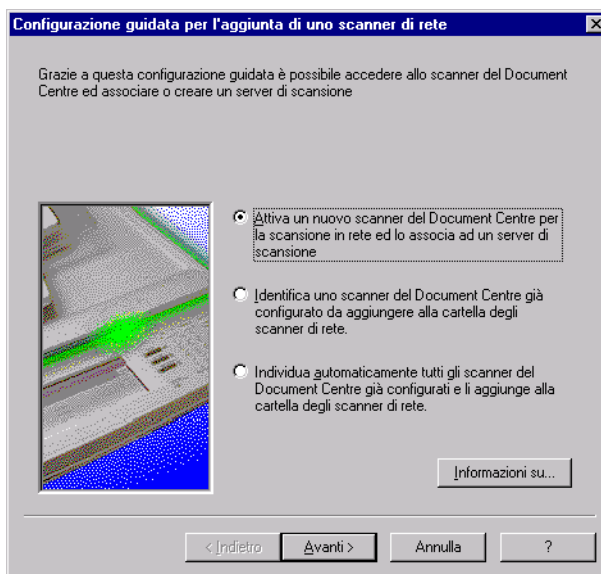 Configurazione guidata per l'aggiunta di uno scanner di rete
Grazie a questa configurazione guidata è possibile accedere allo scanner del Document
Centre ed associare o creare un server di scansione
Attiva un nuovo scanner del Document Centre per
la scansione in rete ed lo associa ad un server di
scansione
Identifica uno scanner del Document Centre già
configurato da aggiungere alla cartella degli
scanner di rete.
Individua automaticamente tutti gli scanner del
Document Centre già configurati e li aggiunge alla
cartella degli scanner di rete.
Informazioni su...
< Indietro
Avanti >
Annulla
?